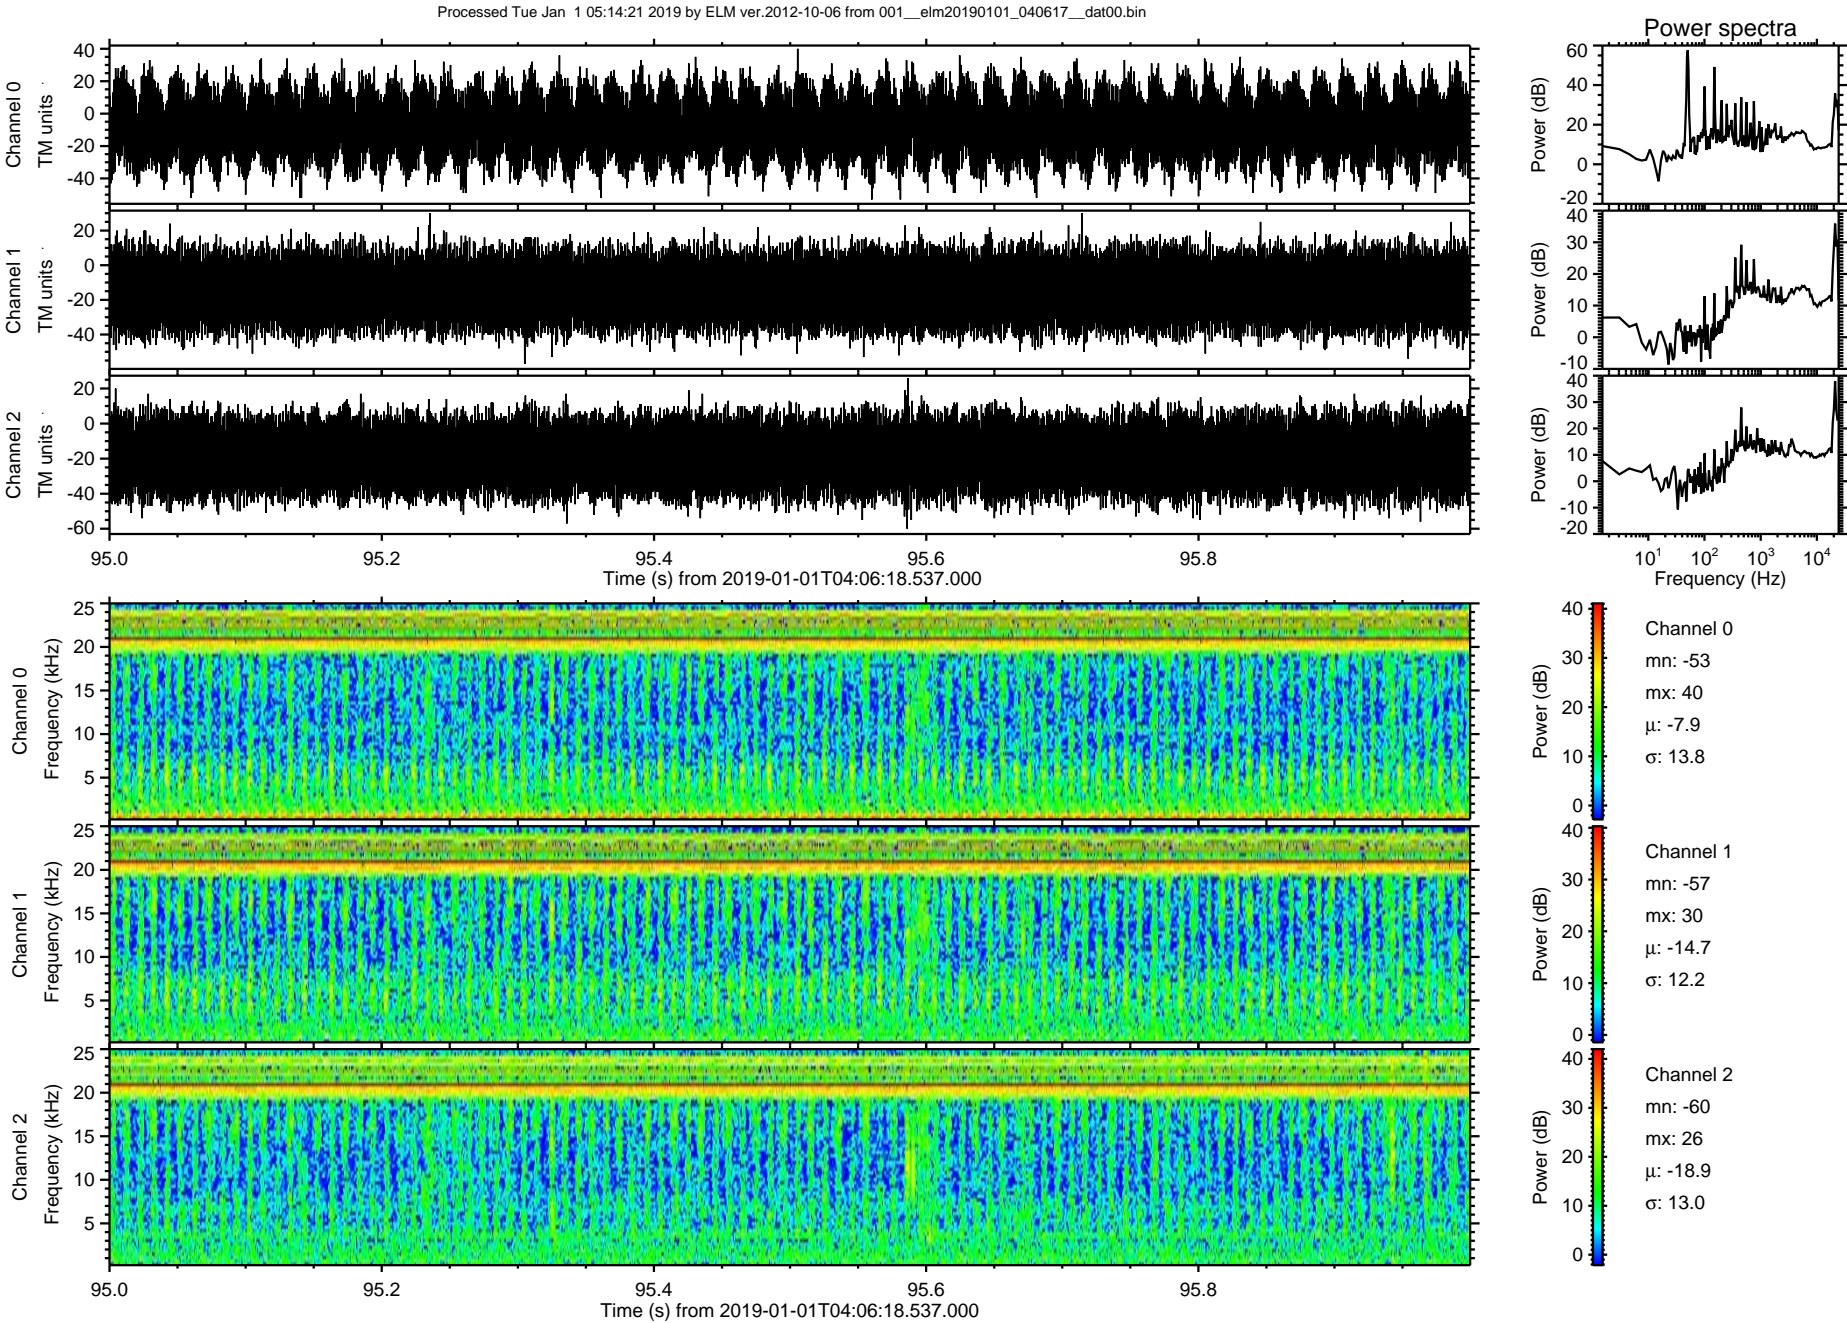 Processed Tue Jan  1 05:14:21 2019 by ELM ver.2012-10-06 from 001__elm20190101_040617__dat00.bin
Power spectra
Channel 0
TM units
40
20
0
-20
-40
Power (dB)
60
40
20
0
-20
Channel 1
TM units
20
0
-20
-40
Power (dB)
40
30
20
10
0
-10
Channel 2
TM units
20
0
-20
-40
-60
Power (dB)
40
30
20
10
0
-10
-20
95.0 95.2 95.4 95.6 95.8
Time (s) from 2019-01-01T04:06:18.537.000
10¹ 10² 10³ 10⁴
Frequency (Hz)
Channel 0
Frequency (kHz)
25
20
15
10
5
Power (dB)
40
30
20
10
0
Channel 0
mn: -53
mx: 40
μ: -7.9
σ: 13.8
Channel 1
Frequency (kHz)
25
20
15
10
5
Power (dB)
40
30
20
10
0
Channel 1
mn: -57
mx: 30
μ: -14.7
σ: 12.2
Channel 2
Frequency (kHz)
25
20
15
10
5
Power (dB)
40
30
20
10
0
Channel 2
mn: -60
mx: 26
μ: -18.9
σ: 13.0
95.0 95.2 95.4 95.6 95.8
Time (s) from 2019-01-01T04:06:18.537.000